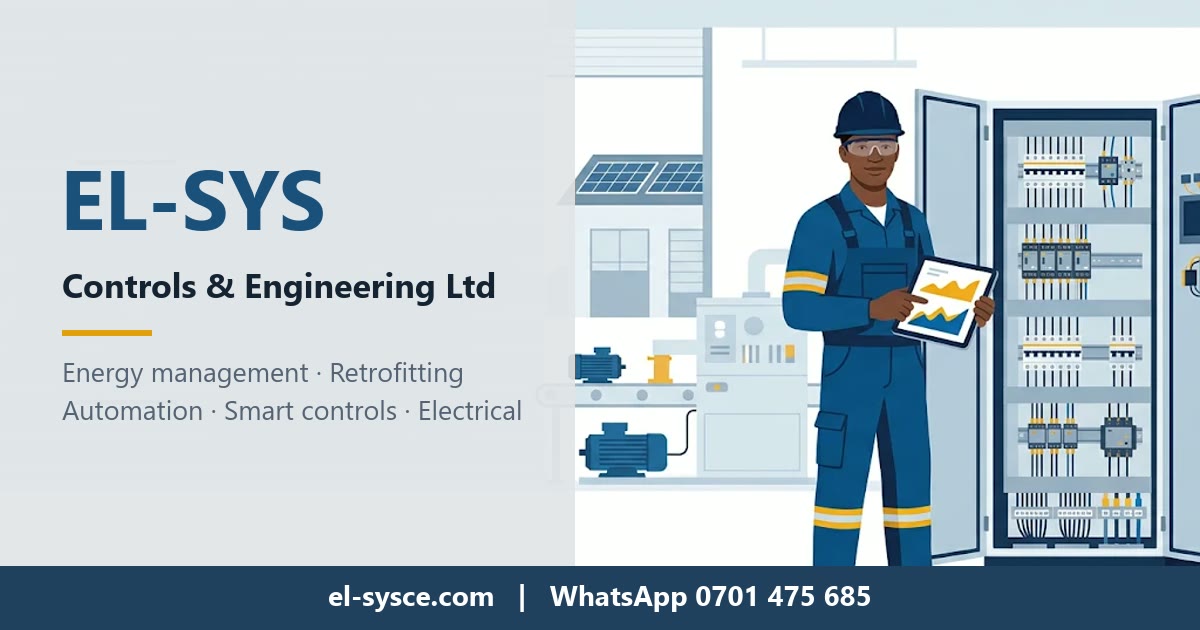 EL-SYS
Controls & Engineering Ltd
Energy management · Retrofitting
Automation · Smart controls · Electrical
el-sysce.com | WhatsApp 0701 475 685